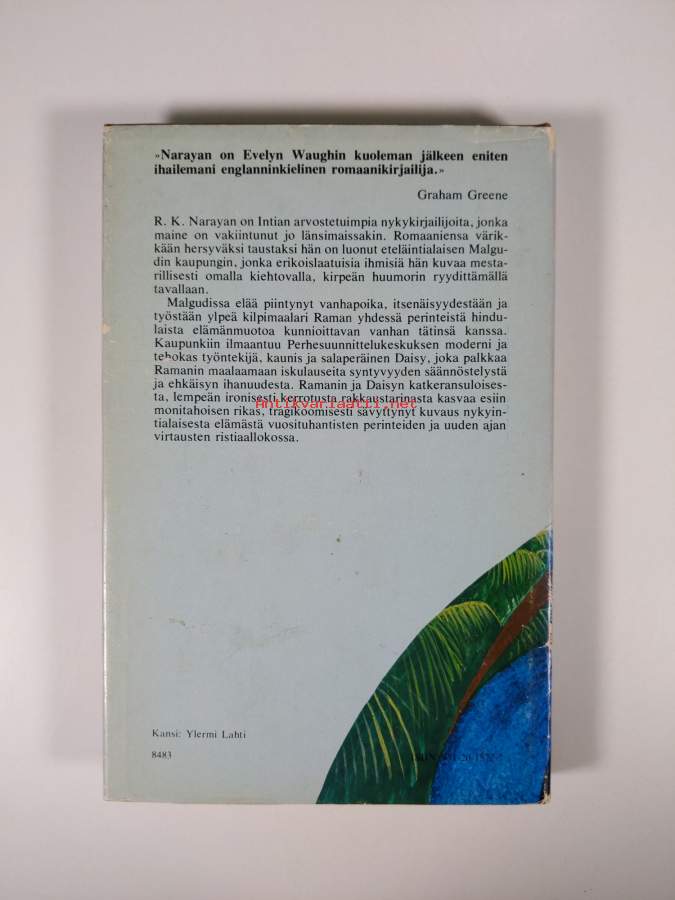 »Narayan on Evelyn Waughin kuoleman jälkeen eniten
ihailemani englanninkielinen romaanikirjailija.»
Graham Greene
R. K. Narayan on Intian arvostetuimpia nykykirjailijoita, jonka
maine on vakiintunut jo länsimaissakin. Romaaniensa värik-
kään hersyväksi taustaksi hän on luonut eteläintialaisen Malgu-
din kaupungin, jonka erikoislaatuisia ihmisiä hän kuvaa mesta-
rillisesti omalla kiehtovalla, kirpeän huumorin ryydittämällä
tavallaan.
Malgudissa elää piintynyt vanhapoika, itsenäisyydestään ja
työstään ylpeä kilpimaalari Raman yhdessä perinteistä hindu-
laista elämänmuotoa kunnioittavan vanhan tätinsä kanssa.
Kaupunkiin ilmaantuu Perhesuunnittelukeskuksen moderni ja
tehokas työntekijä, kaunis ja salaperäinen Daisy, joka palkkaa
Ramanin maalaamaan iskulauseita syntyvyyden säännöstelystä
ja ehkäisyn ihanuudesta. Ramanin ja Daisyn katkeransuloises-
ta, lempeän ironisesti kerrotusta rakkaustarinasta kasvaa esiin
monitahoisen rikas, tragikoomisesti sävyttynyt kuvaus nykyin-
tialaisesta elämästä vuosituhantisten perinteiden ja uuden ajan
virtausten ristiaallokossa.
Antikvariaatti.net
Kansi: Ylermi Lahti
8483
ISBN